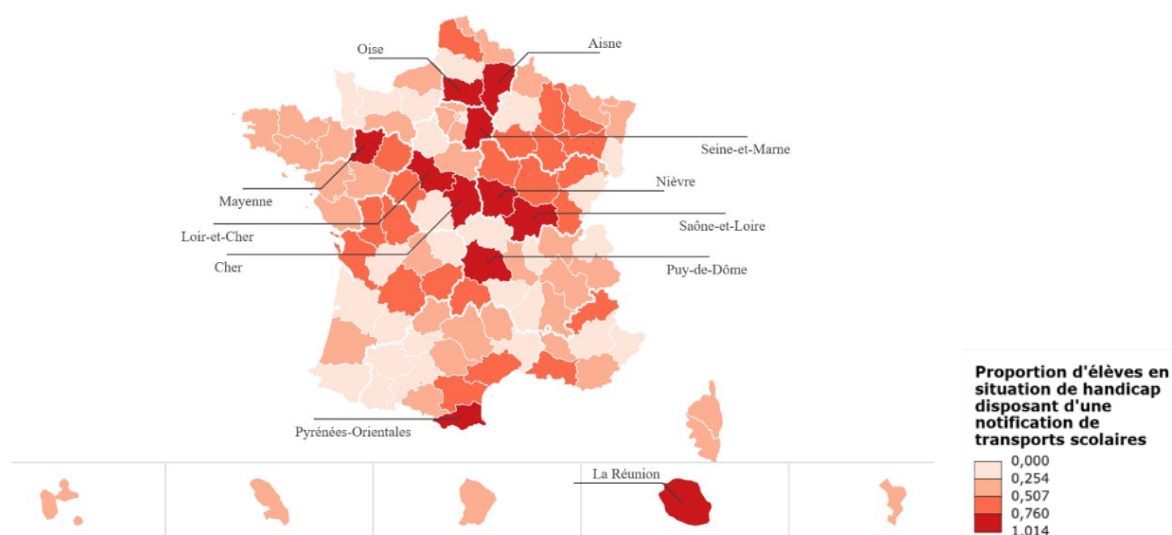 Oise
Aisne
Seine-et-Marne
Mayenne
Nièvre
Loir-et-Cher
Saône-et-Loire
Cher
Puy-de-Dôme
Pyrénées-Orientales
La Réunion
Proportion d'élèves en
situation de handicap
disposant d'une
notification de
transports scolaires
0,000
0,254
0,507
0,760
1,014